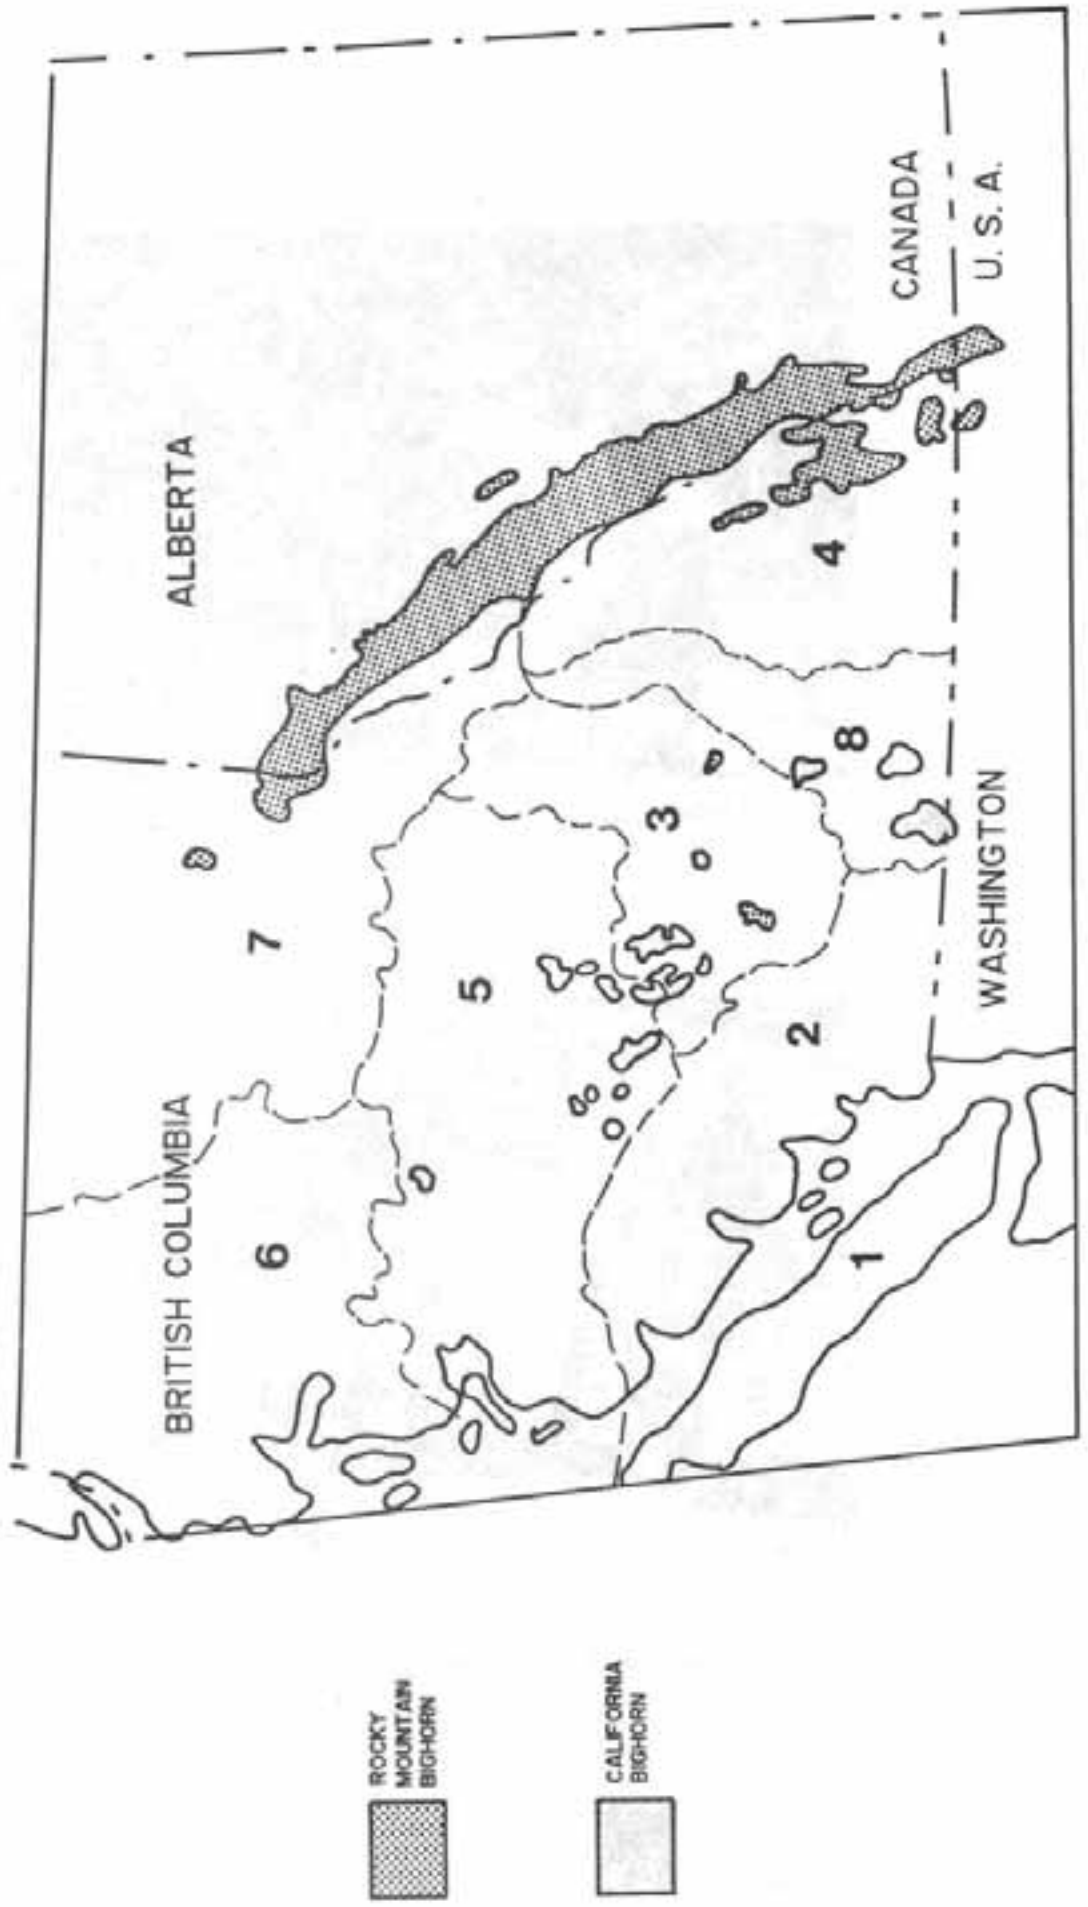 BRITISH COLUMBIA
ALBERTA
6
7
5
3
4
2
8
1
CANADA
U.S.A.
WASHINGTON
ROCKY
MOUNTAIN
BIGHORN
CALIFORNIA
BIGHORN